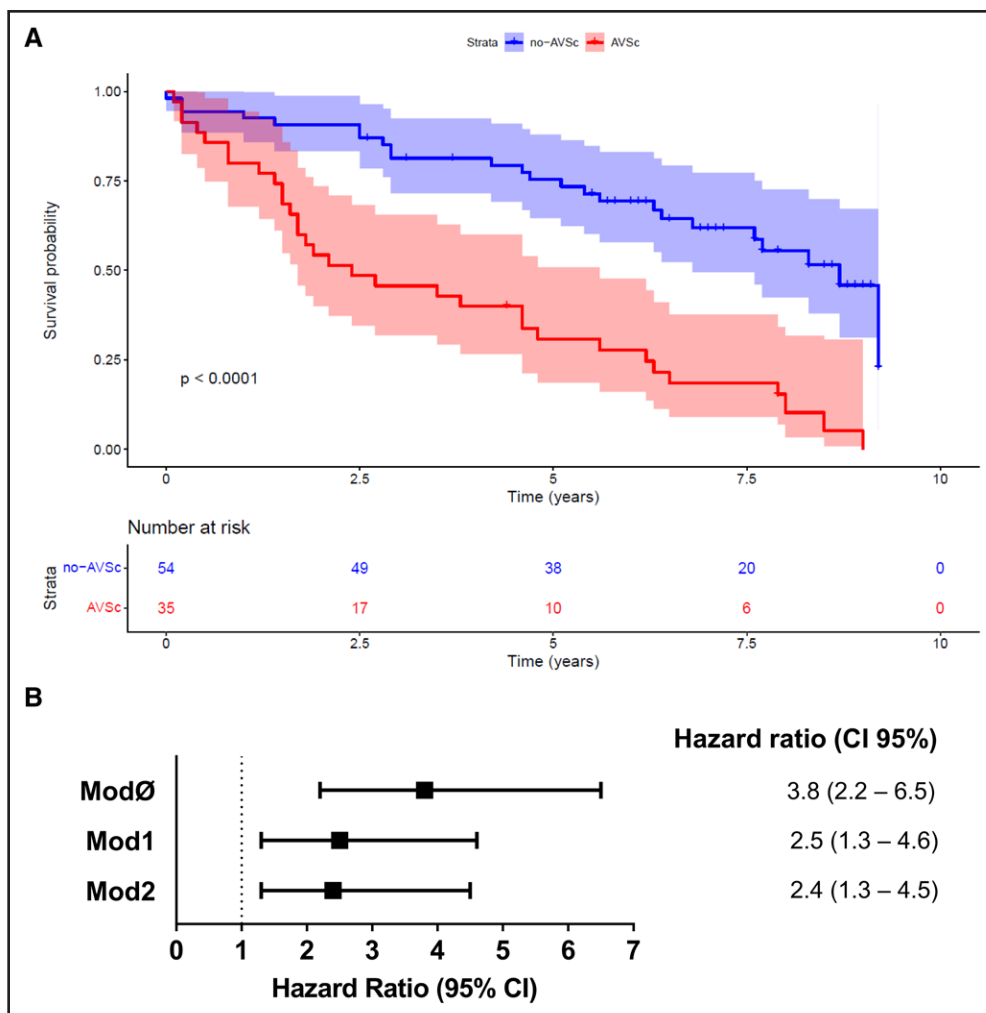 A
Strata no-AVSc AVSc
1.00
0.75
0.50
0.25
0.00
Survival probability
p < 0.0001
0 2.5 5 7.5 10
Time (years)
Number at risk
Strata
no-AVSc 54 49 38 20 0
AVSc 35 17 10 6 0
0 2.5 5 7.5 10
Time (years)
B
Hazard ratio (CI 95%)
ModØ 3.8 (2.2 – 6.5)
Mod1 2.5 (1.3 – 4.6)
Mod2 2.4 (1.3 – 4.5)
0 1 2 3 4 5 6 7
Hazard Ratio (95% CI)